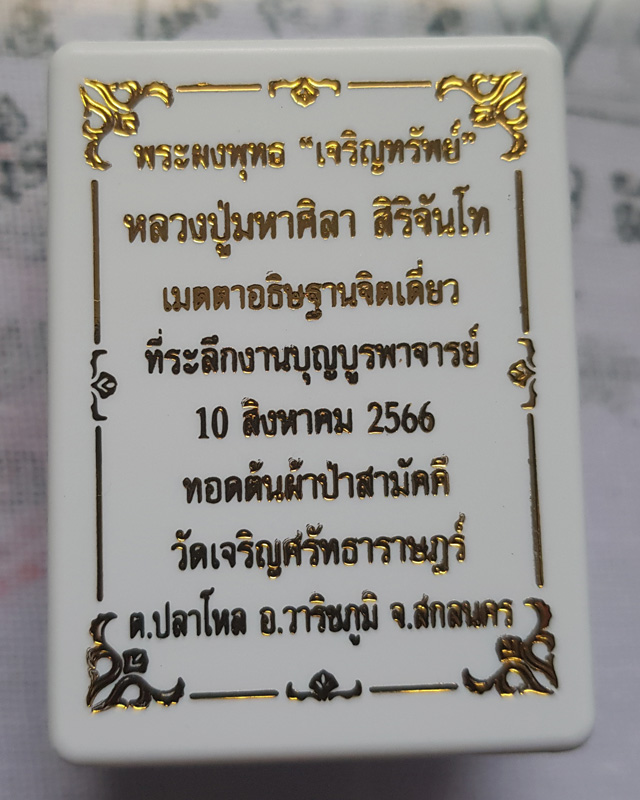 พระผงพุทธ "เจริญทรัพย์"
หลวงปู่มหาศิลา สิริจันโท
เมตตาอธิษฐานจิตเดี่ยว
ที่ระลึกงานบุญบูรพาจารย์
10 สิงหาคม 2566
ทอดต้นผ้าป่าสามัคคี
วัดเจริญศรัทธาราษฎร์
ต.ปลาโหล อ.วาริชภูมิ จ.สกลนคร